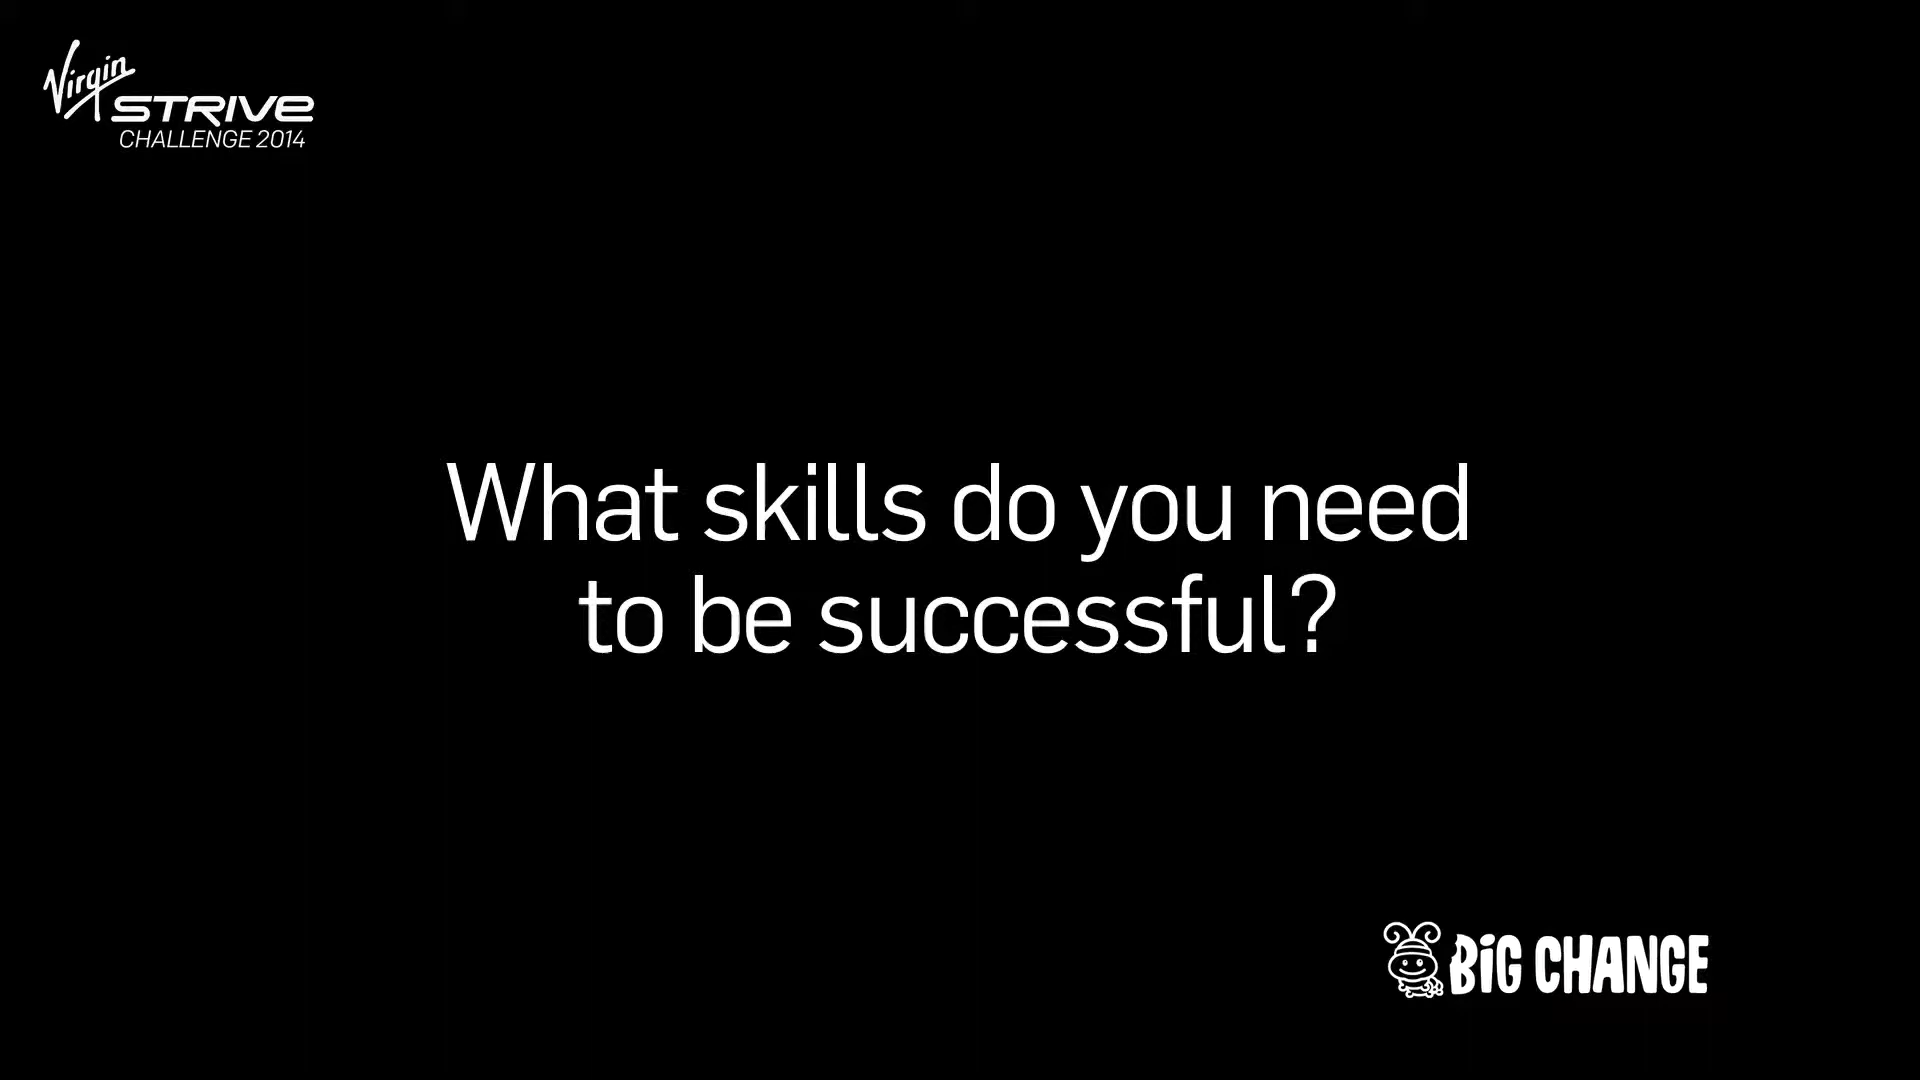 Virgin
STRIVE
CHALLENGE 2014
What skills do you need
to be successful?
BiG CHANGE